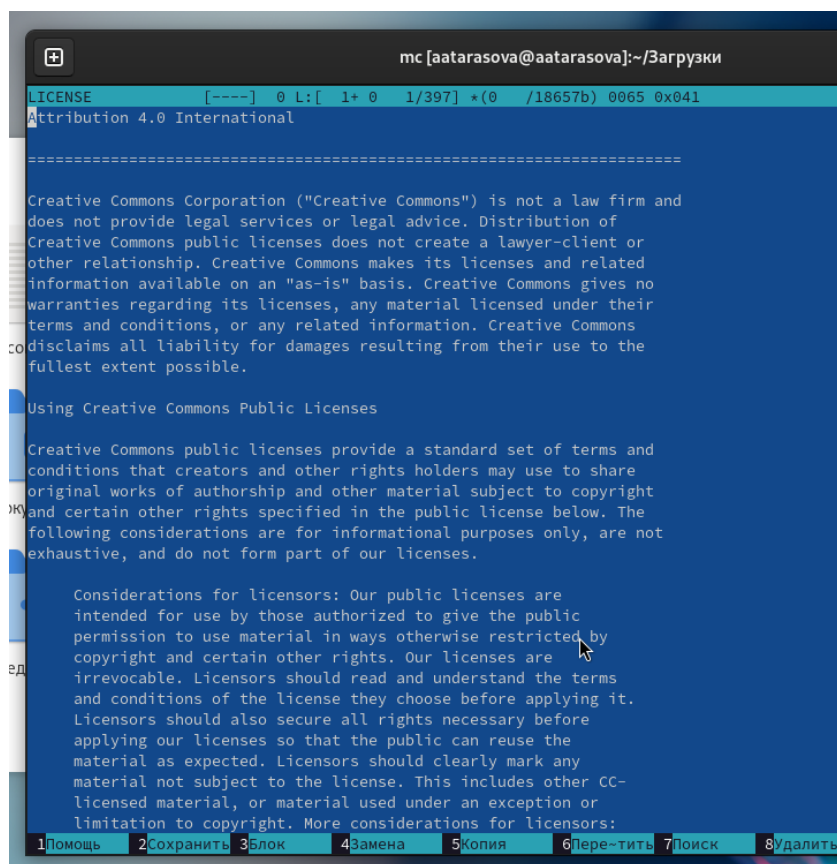 mc [aatarasova@aatarasova]:~/Загрузки
LICENSE [----] 0 L:[ 1+ 0 1/397] *(0 /18657b) 0065 0x041
Attribution 4.0 International
=======================================================================
Creative Commons Corporation ("Creative Commons") is not a law firm and
does not provide legal services or legal advice. Distribution of
Creative Commons public licenses does not create a lawyer-client or
other relationship. Creative Commons makes its licenses and related
information available on an "as-is" basis. Creative Commons gives no
warranties regarding its licenses, any material licensed under their
terms and conditions, or any related information. Creative Commons
disclaims all liability for damages resulting from their use to the
fullest extent possible.
Using Creative Commons Public Licenses
Creative Commons public licenses provide a standard set of terms and
conditions that creators and other rights holders may use to share
original works of authorship and other material subject to copyright
and certain other rights specified in the public license below. The
following considerations are for informational purposes only, are not
exhaustive, and do not form part of our licenses.
Considerations for licensors: Our public licenses are
intended for use by those authorized to give the public
permission to use material in ways otherwise restricted by
copyright and certain other rights. Our licenses are
irrevocable. Licensors should read and understand the terms
and conditions of the license they choose before applying it.
Licensors should also secure all rights necessary before
applying our licenses so that the public can reuse the
material as expected. Licensors should clearly mark any
material not subject to the license. This includes other CC-
licensed material, or material used under an exception or
limitation to copyright. More considerations for licensors:
1Помощь 2Сохранить 3Блок 4Замена 5Копия 6Пере~тить 7Поиск 8Удалить